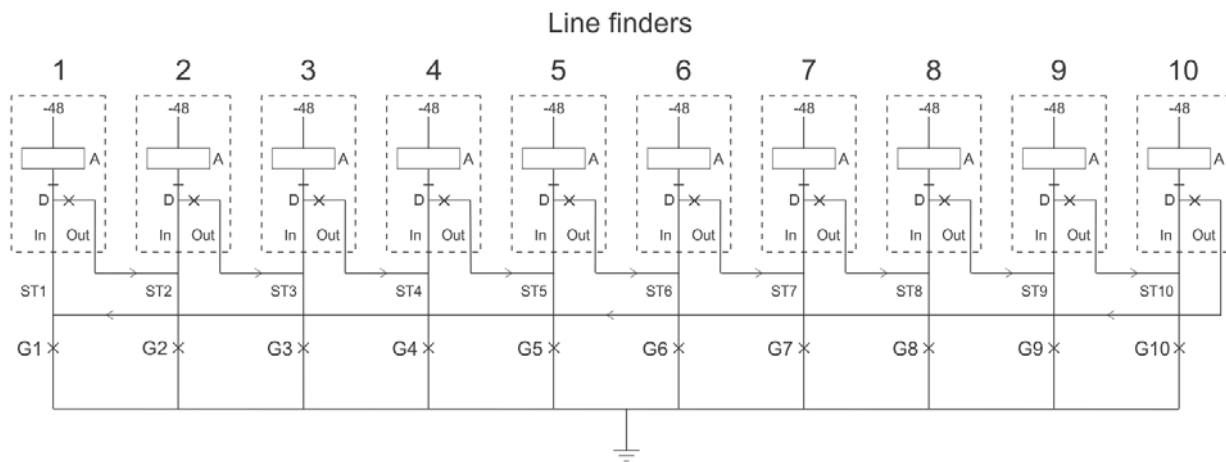 Line finders
1 2 3 4 5 6 7 8 9 10
-48 -48 -48 -48 -48 -48 -48 -48 -48 -48
A A A A A A A A A A
D D D D D D D D D D
In Out In Out In Out In Out In Out In Out In Out In Out In Out In Out
ST1 ST2 ST3 ST4 ST5 ST6 ST7 ST8 ST9 ST10
G1 G2 G3 G4 G5 G6 G7 G8 G9 G10